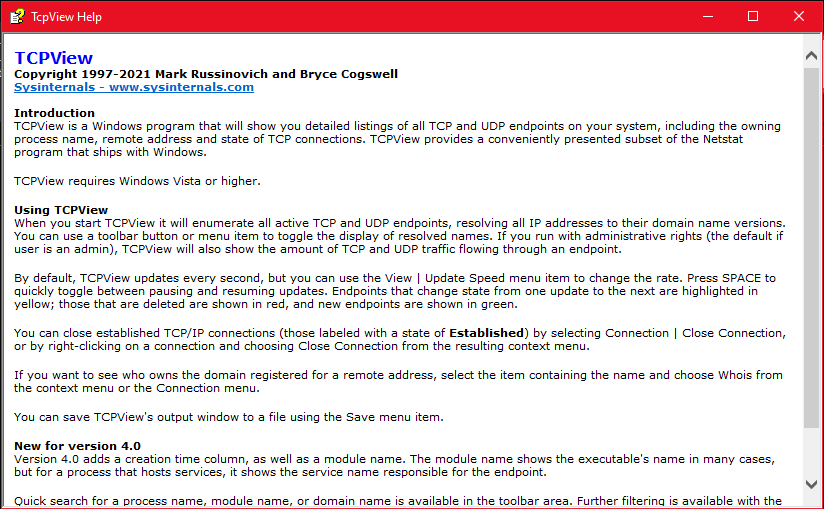 TcpView Help
TCPView
Copyright 1997-2021 Mark Russinovich and Bryce Cogswell
Sysinternals - www.sysinternals.com
Introduction
TCPView is a Windows program that will show you detailed listings of all TCP and UDP endpoints on your system, including the owning
process name, remote address and state of TCP connections. TCPView provides a conveniently presented subset of the Netstat
program that ships with Windows.
TCPView requires Windows Vista or higher.
Using TCPView
When you start TCPView it will enumerate all active TCP and UDP endpoints, resolving all IP addresses to their domain name versions.
You can use a toolbar button or menu item to toggle the display of resolved names. If you run with administrative rights (the default if
user is an admin), TCPView will also show the amount of TCP and UDP traffic flowing through an endpoint.
By default, TCPView updates every second, but you can use the View | Update Speed menu item to change the rate. Press SPACE to
quickly toggle between pausing and resuming updates. Endpoints that change state from one update to the next are highlighted in
yellow; those that are deleted are shown in red, and new endpoints are shown in green.
You can close established TCP/IP connections (those labeled with a state of Established) by selecting Connection | Close Connection,
or by right-clicking on a connection and choosing Close Connection from the resulting context menu.
If you want to see who owns the domain registered for a remote address, select the item containing the name and choose Whois from
the context menu or the Connection menu.
You can save TCPView's output window to a file using the Save menu item.
New for version 4.0
Version 4.0 adds a creation time column, as well as a module name. The module name shows the executable's name in many cases,
but for a process that hosts services, it shows the service name responsible for the endpoint.
Quick search for a process name, module name, or domain name is available in the toolbar area. Further filtering is available with the